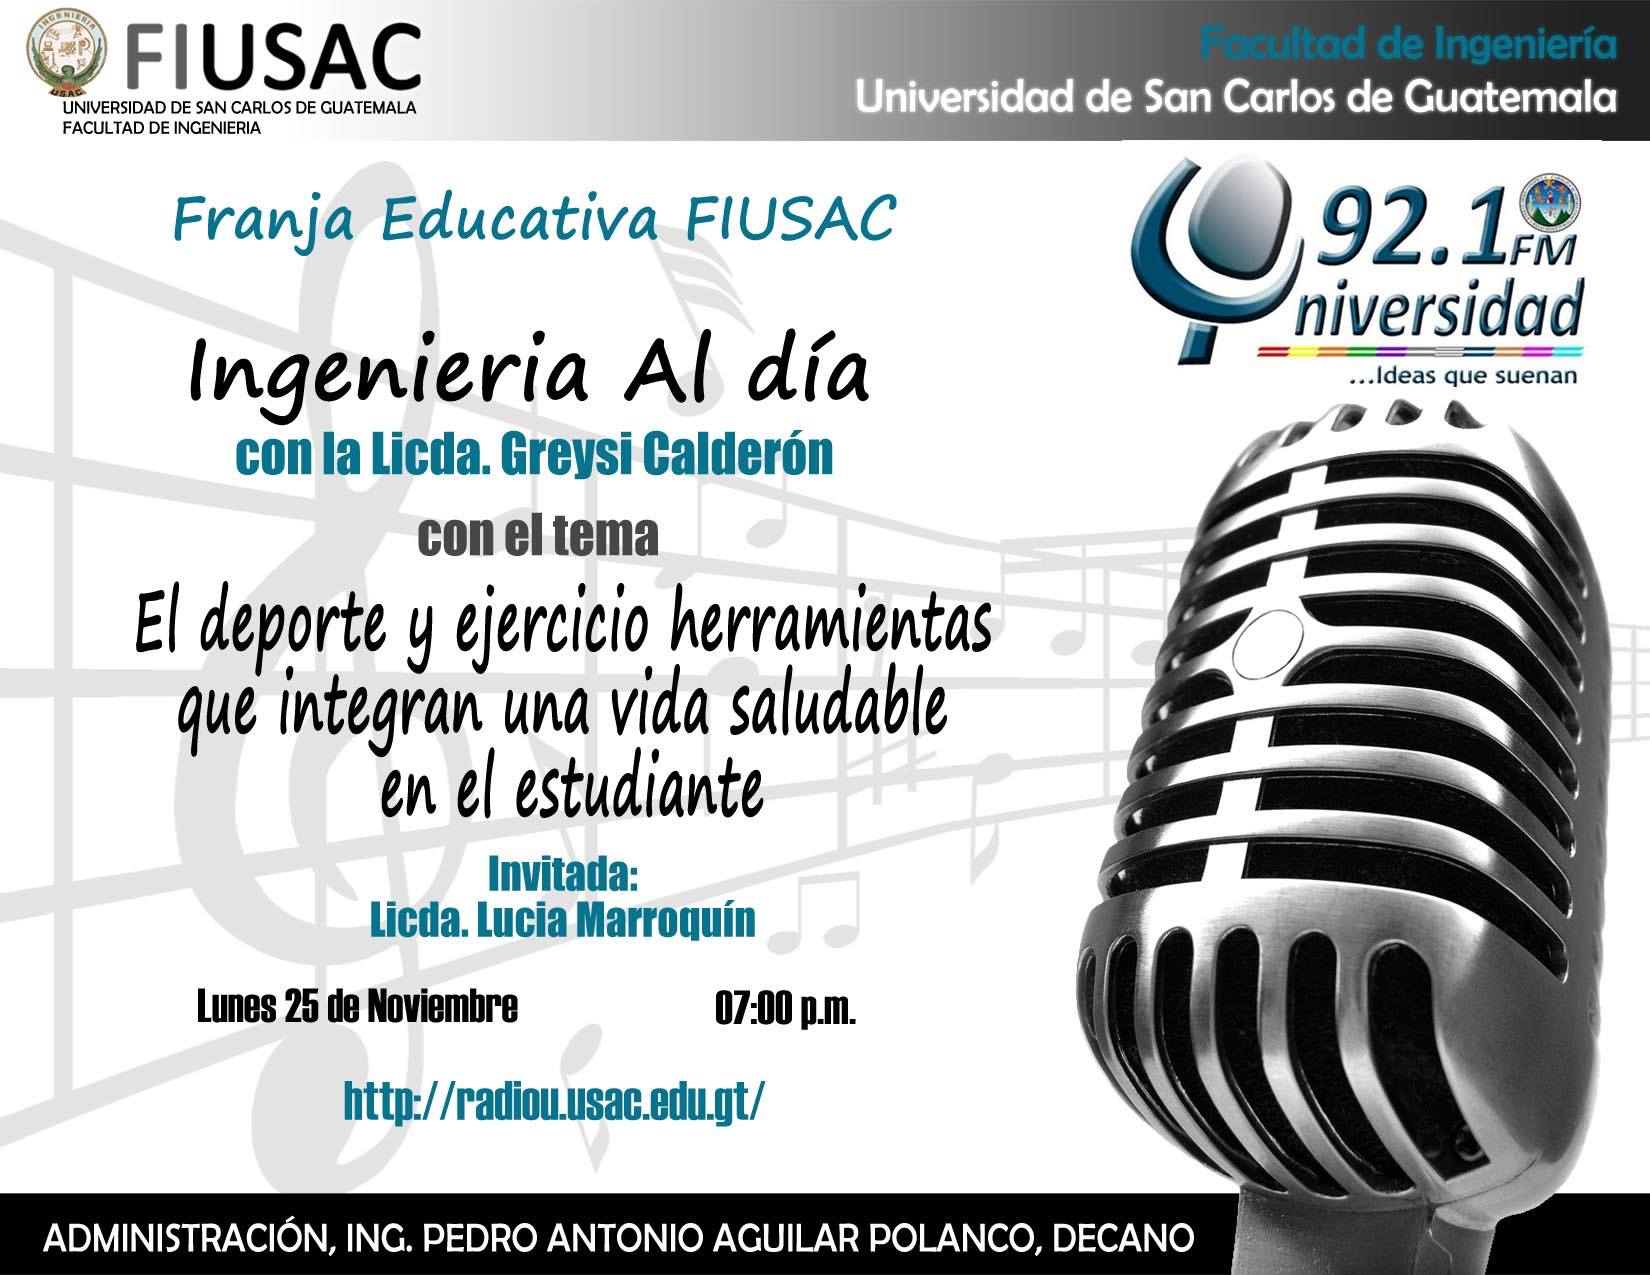 FIUSAC
UNIVERSIDAD DE SAN CARLOS DE GUATEMALA
FACULTAD DE INGENIERIA
Facultad de Ingeniería
Universidad de San Carlos de Guatemala
92.1 FM
Universidad
...Ideas que suenan
Franja Educativa FIUSAC
Ingenieria Al día
con la Licda. Greysi Calderón
con el tema
El deporte y ejercicio herramientas
que integran una vida saludable
en el estudiante
Invitada:
Licda. Lucia Marroquín
Lunes 25 de Noviembre 07:00 p.m.
http://radiou.usac.edu.gt/
ADMINISTRACIÓN, ING. PEDRO ANTONIO AGUILAR POLANCO, DECANO